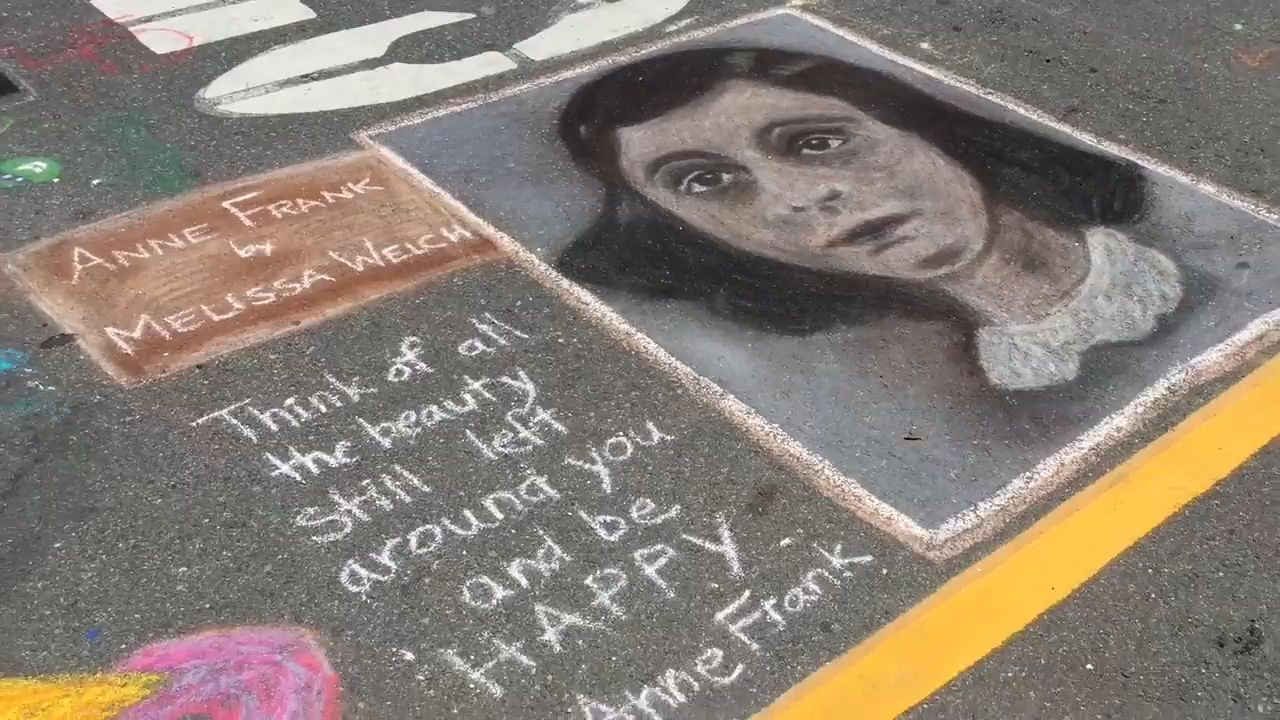 ANNE FRANK
by
MELISSA WELCH
Think of all
the beauty
still left
around you
and be
HAPPY -
Anne Frank